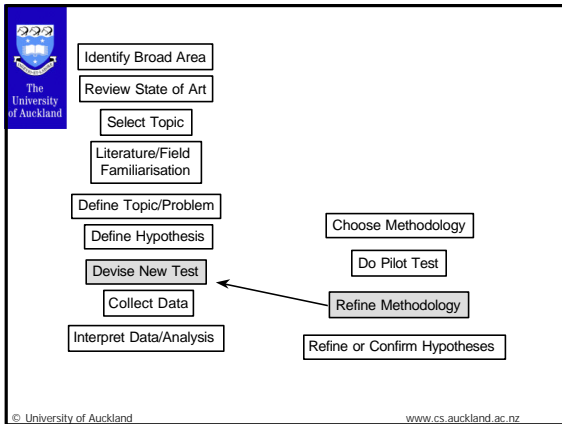 The
University
of Auckland
Identify Broad Area
Review State of Art
Select Topic
Literature/Field
Familiarisation
Define Topic/Problem
Define Hypothesis
Devise New Test
Collect Data
Interpret Data/Analysis
Choose Methodology
Do Pilot Test
Refine Methodology
Refine or Confirm Hypotheses
© University of Auckland
www.cs.auckland.ac.nz